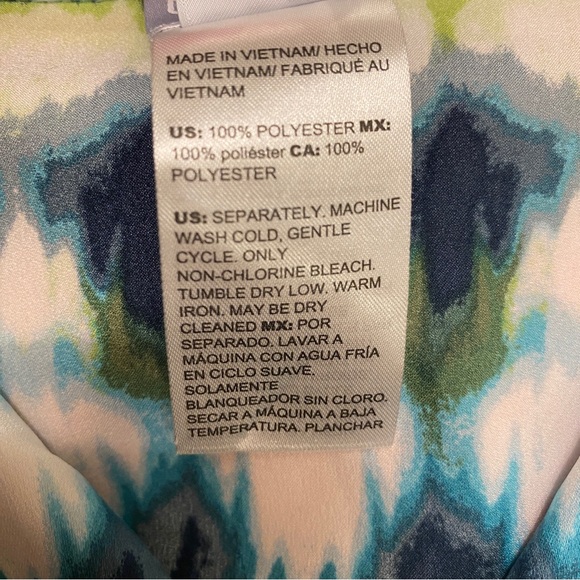 MADE IN VIETNAM/ HECHO
EN VIETNAM/ FABRIQUÉ AU
VIETNAM
US: 100% POLYESTER MX:
100% poliéster CA: 100%
POLYESTER
US: SEPARATELY. MACHINE
WASH COLD, GENTLE
CYCLE. ONLY
NON-CHLORINE BLEACH.
TUMBLE DRY LOW. WARM
IRON. MAY BE DRY
CLEANED MX: POR
SEPARADO. LAVAR A
MÁQUINA CON AGUA FRÍA
EN CICLO SUAVE.
SOLAMENTE
BLANQUEADOR SIN CLORO.
SECAR A MÁQUINA A BAJA
TEMPERATURA. PLANCHAR